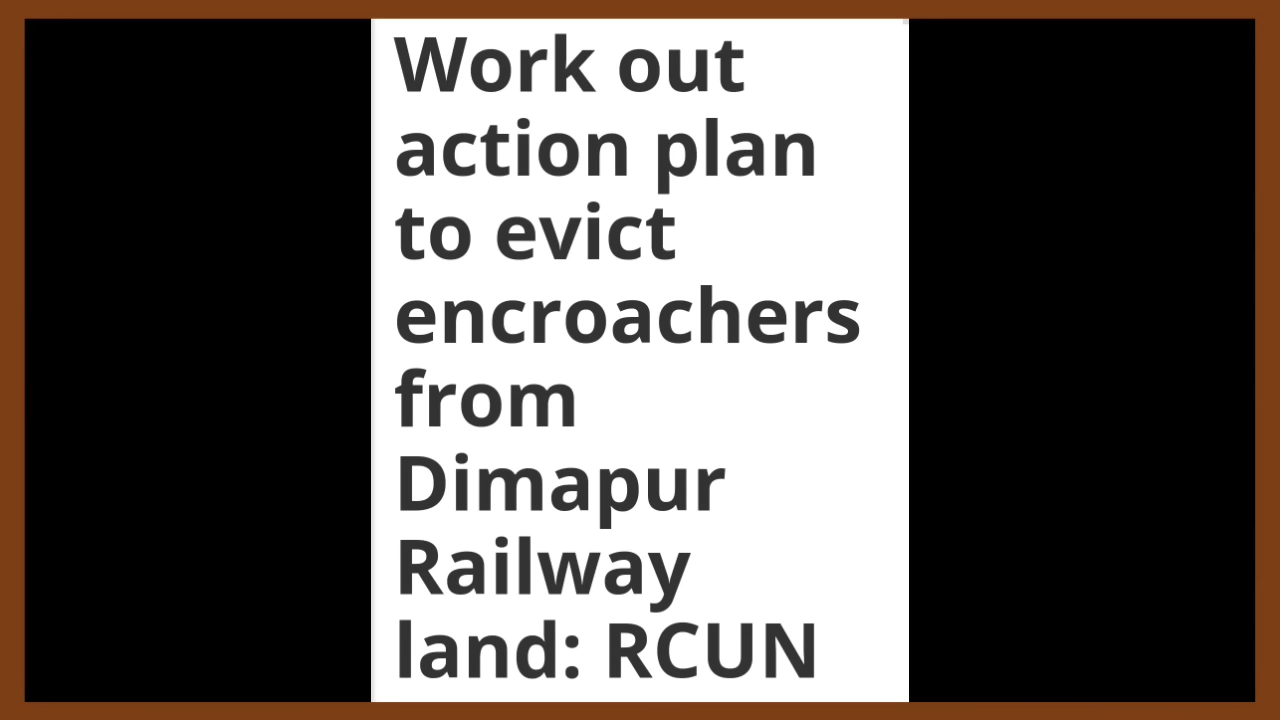 Work out
action plan
to evict
encroachers
from
Dimapur
Railway
land: RCUN